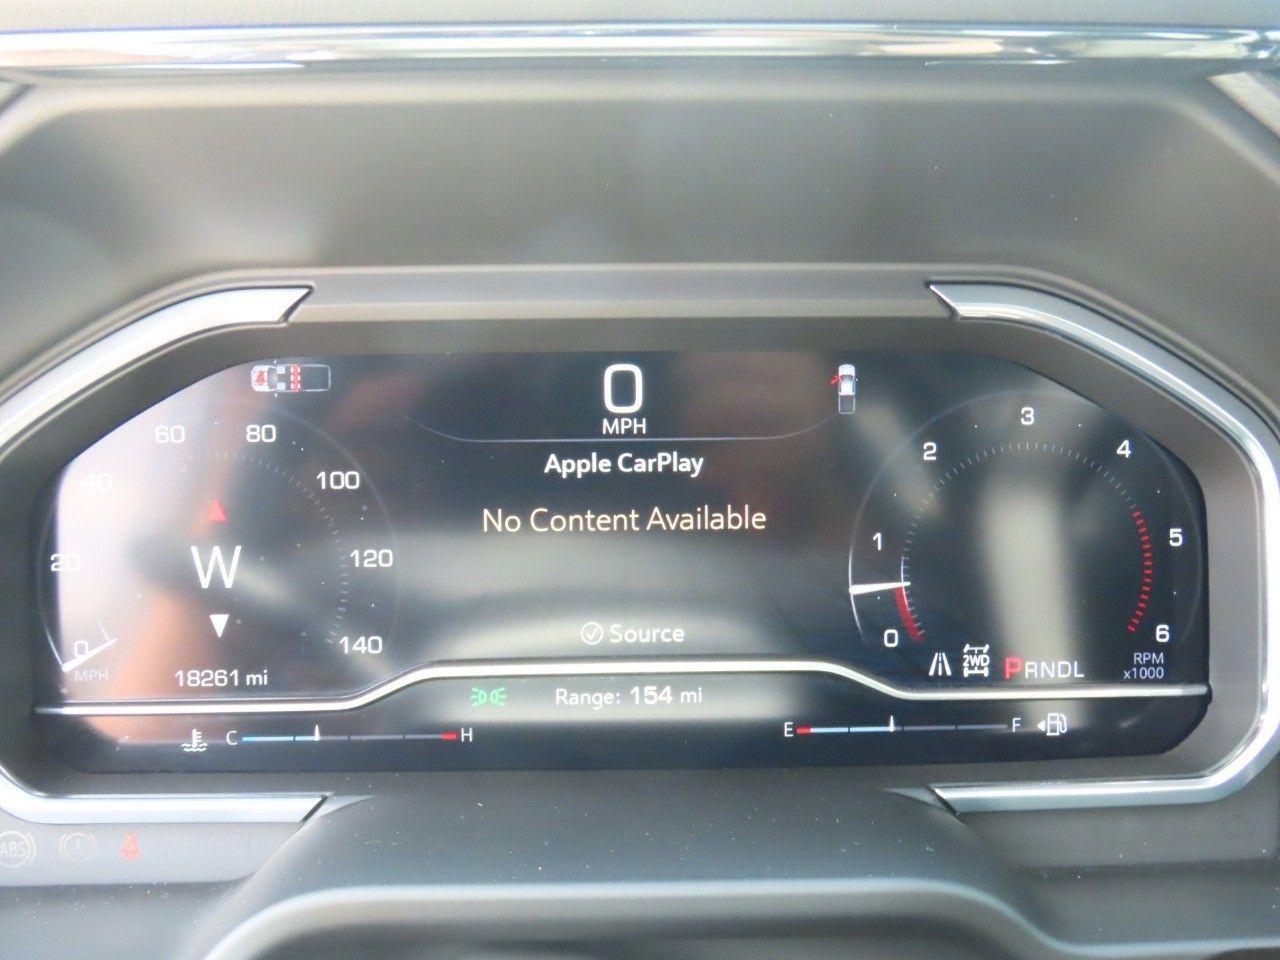 0
MPH
Apple CarPlay
No Content Available
Source
0
20
40
60
80
100
120
140
MPH
W
18261 mi
0
1
2
3
4
5
6
RPM
x1000
2WD
PRNDL
Range: 154 mi
C H
E F
ABS